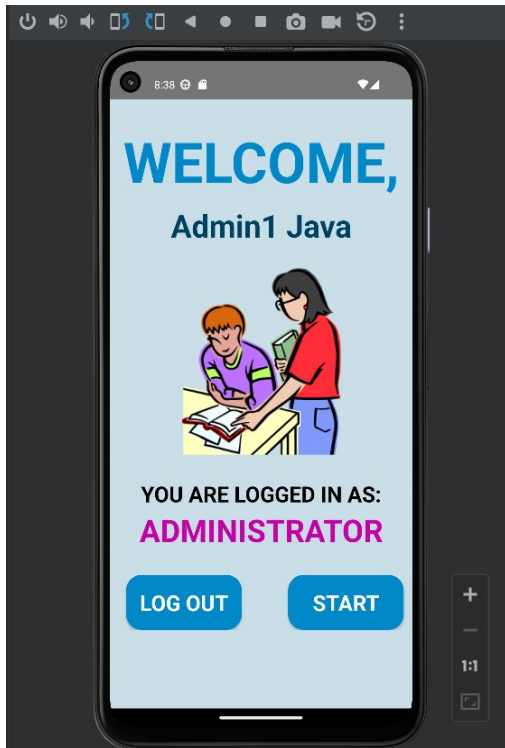 8:38
WELCOME,
Admin1 Java
YOU ARE LOGGED IN AS:
ADMINISTRATOR
LOG OUT
START
1:1